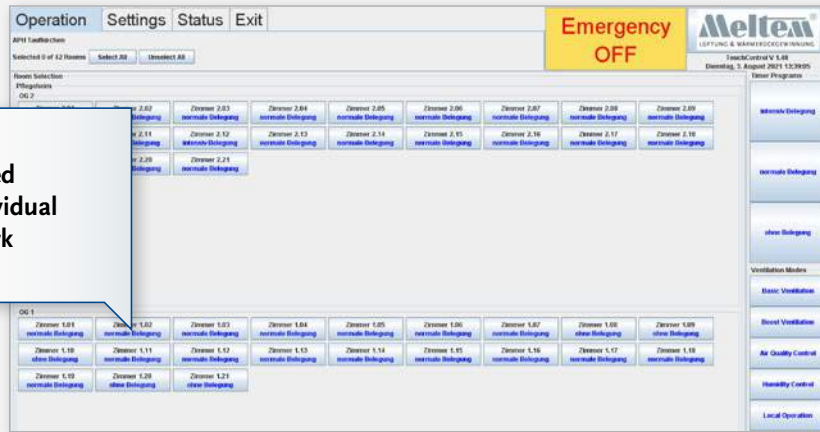 Operation Settings Status Exit
Emergency
OFF
Meltem
LÜFTUNG & WÄRMERÜCKGEWINNUNG
APH Taufkirchen
Selected 0 of 42 Rooms Select All Unselect All
TouchControl V 1.48
Dienstag, 3. August 2021 13:39:05
Room Selection
Timer Programs
Pflegeheim
OG 2
2.02 Zimmer 2.03 Zimmer 2.04 Zimmer 2.05 Zimmer 2.06 Zimmer 2.07 Zimmer 2.08 Zimmer 2.09
Belegung normale Belegung normale Belegung normale Belegung normale Belegung normale Belegung normale Belegung normale Belegung
intensiv Belegung
2.11 Zimmer 2.12 Zimmer 2.13 Zimmer 2.14 Zimmer 2.15 Zimmer 2.16 Zimmer 2.17 Zimmer 2.18
Belegung intensiv Belegung normale Belegung normale Belegung normale Belegung normale Belegung normale Belegung normale Belegung
2.20 Zimmer 2.21
Belegung normale Belegung
normale Belegung
ohne Belegung
ed
vidual
k
Ventilation Modes
Basic Ventilation
OG 1
Zimmer 1.01 Zimmer 1.02 Zimmer 1.03 Zimmer 1.04 Zimmer 1.05 Zimmer 1.06 Zimmer 1.07 Zimmer 1.08 Zimmer 1.09
normale Belegung normale Belegung normale Belegung normale Belegung normale Belegung normale Belegung normale Belegung ohne Belegung ohne Belegung
Boost Ventilation
Zimmer 1.10 Zimmer 1.11 Zimmer 1.12 Zimmer 1.13 Zimmer 1.14 Zimmer 1.15 Zimmer 1.16 Zimmer 1.17 Zimmer 1.18
ohne Belegung normale Belegung normale Belegung normale Belegung normale Belegung normale Belegung normale Belegung normale Belegung normale Belegung
Air Quality Control
Zimmer 1.19 Zimmer 1.20 Zimmer 1.21
normale Belegung ohne Belegung ohne Belegung
Humidity Control
Local Operation